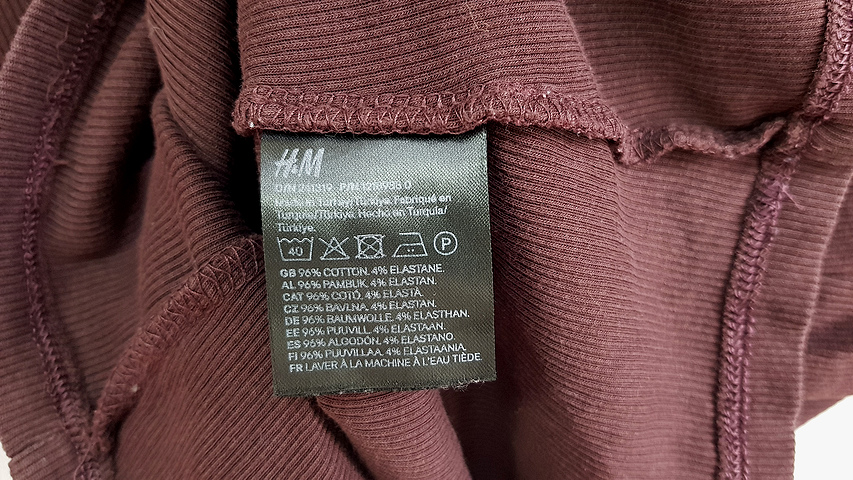 H&M
O/N 261319 P/N
Made in Turkey/Türkiye. Fabriqué en
Turquie/Türkiye. Hecho en Turquía/
Türkiye.
40 P
GB 96% COTTON. 4% ELASTANE.
AL 96% PAMBUK. 4% ELASTAN.
CAT 96% COTÓ. 4% ELASTÀ.
CZ 96% BAVLNA. 4% ELASTAN.
DE 96% BAUMWOLLE. 4% ELASTHAN.
EE 96% PUUVILL. 4% ELASTAAN.
ES 96% ALGODÓN. 4% ELASTANO.
FI 96% PUUVILLAA. 4% ELASTAANIA.
FR LAVER À LA MACHINE À L'EAU TIÈDE.